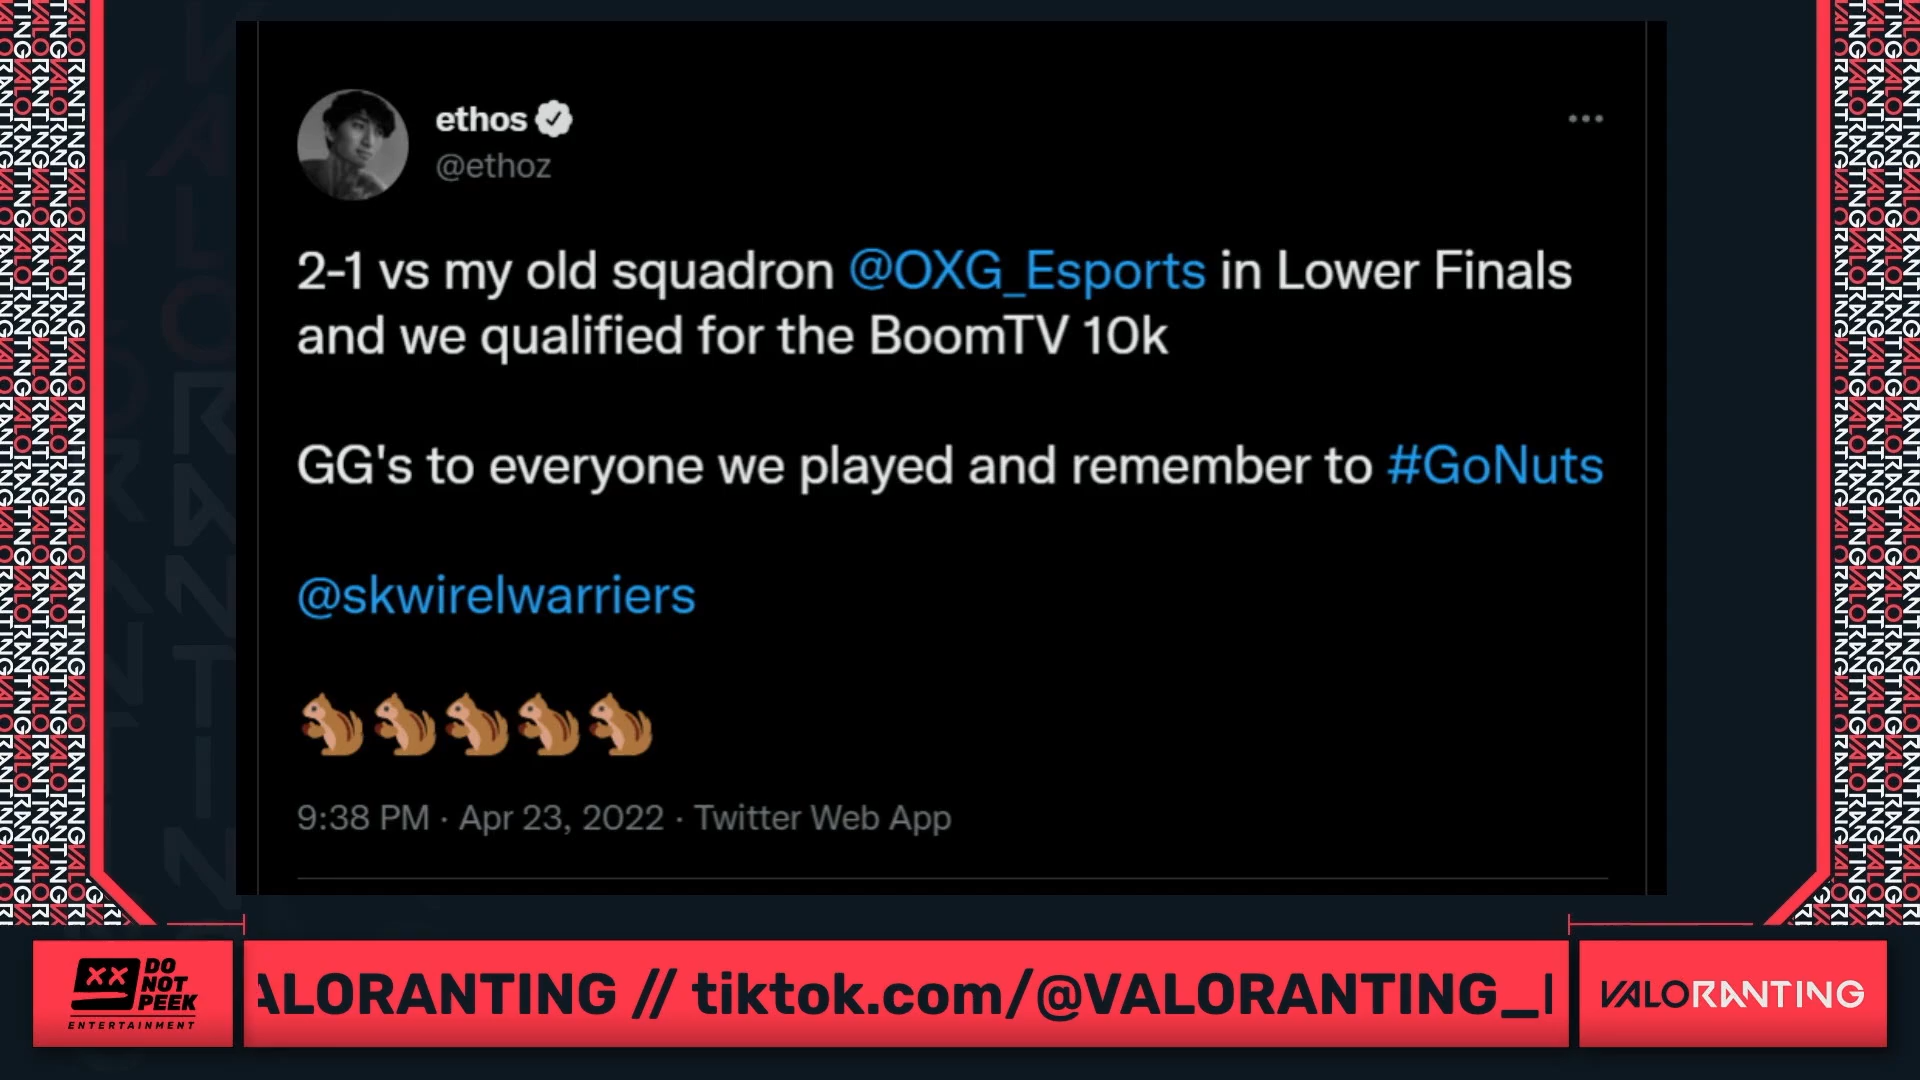 ethos
@ethoz
2-1 vs my old squadron @OXG_Esports in Lower Finals
and we qualified for the BoomTV 10k
GG's to everyone we played and remember to #GoNuts
@skwirelwarriers
🐿️🐿️🐿️🐿️🐿️
9:38 PM · Apr 23, 2022 · Twitter Web App
DO
NOT
PEEK
ENTERTAINMENT
ALORANTING // tiktok.com/@VALORANTING_
VALORANTING